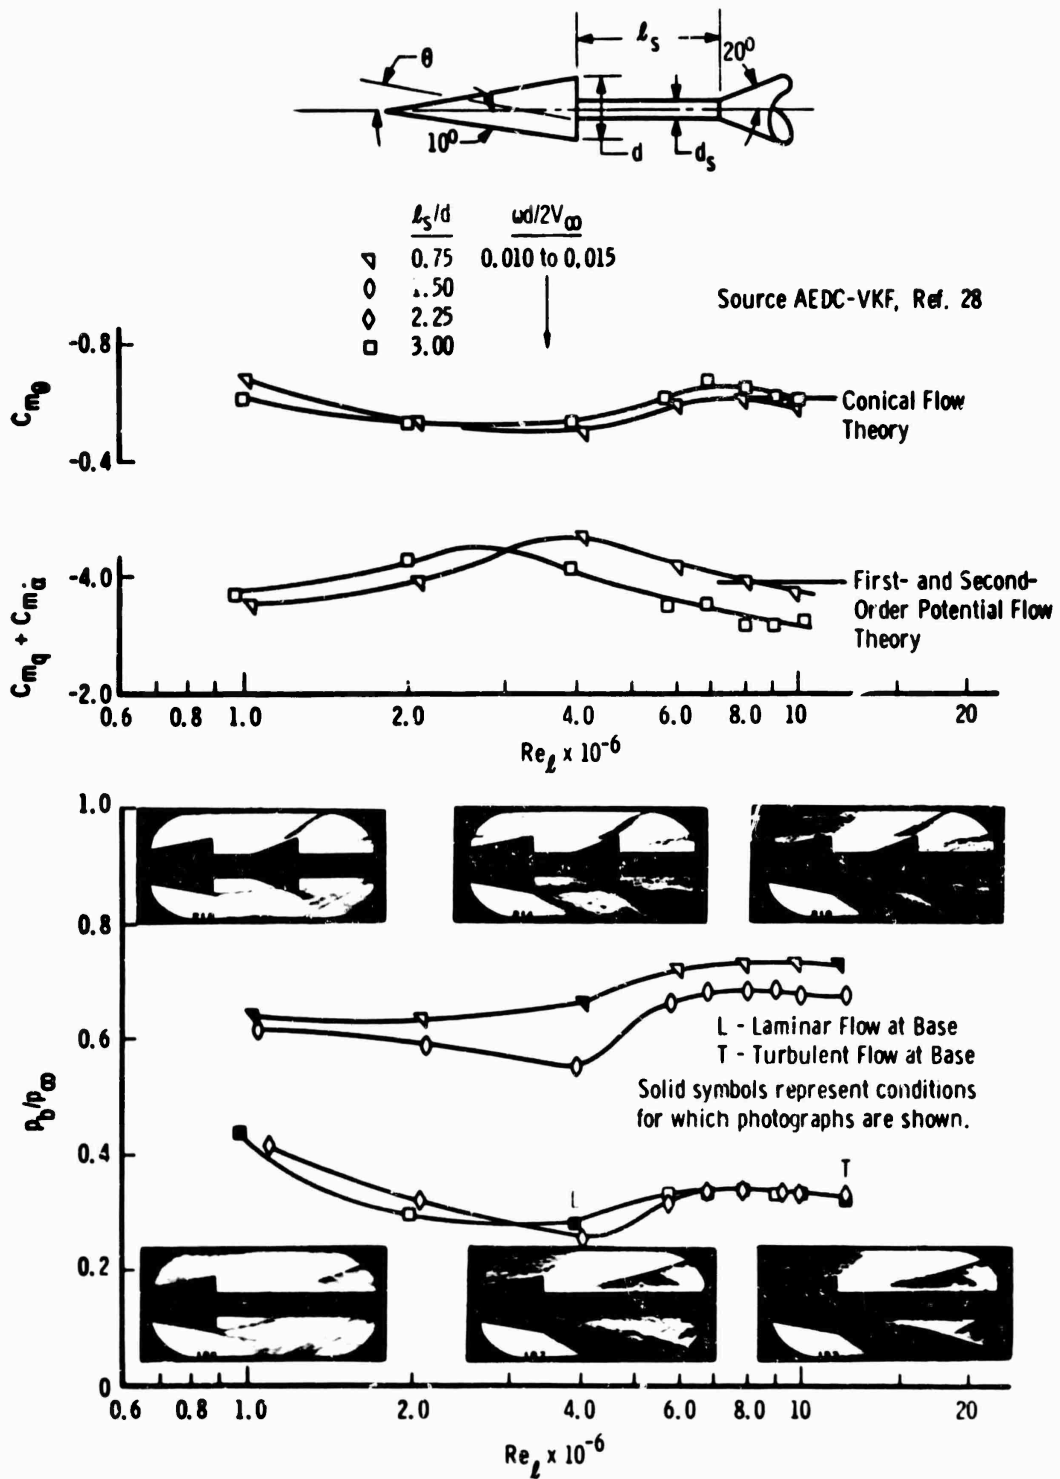 θ
ℓs
20⁰
10⁰
d
ds
ℓs/d ωd/2V∞
0.75 0.010 to 0.015
.50
2.25
3.00
Source AEDC-VKF, Ref. 28
-0.8
Cmθ
-0.4
Conical Flow
Theory
-4.0
Cmq + Cmα̇
-2.0
First- and Second-
Order Potential Flow
Theory
0.6 0.8 1.0 2.0 4.0 6.0 8.0 10 20
Reℓ x 10⁻⁶
1.0
0.8
0.6
pb/p∞
0.4
0.2
0
L - Laminar Flow at Base
T - Turbulent Flow at Base
Solid symbols represent conditions
for which photographs are shown.
L
T
0.6 0.8 1.0 2.0 4.0 6.0 8.0 10 20
Reℓ x 10⁻⁶